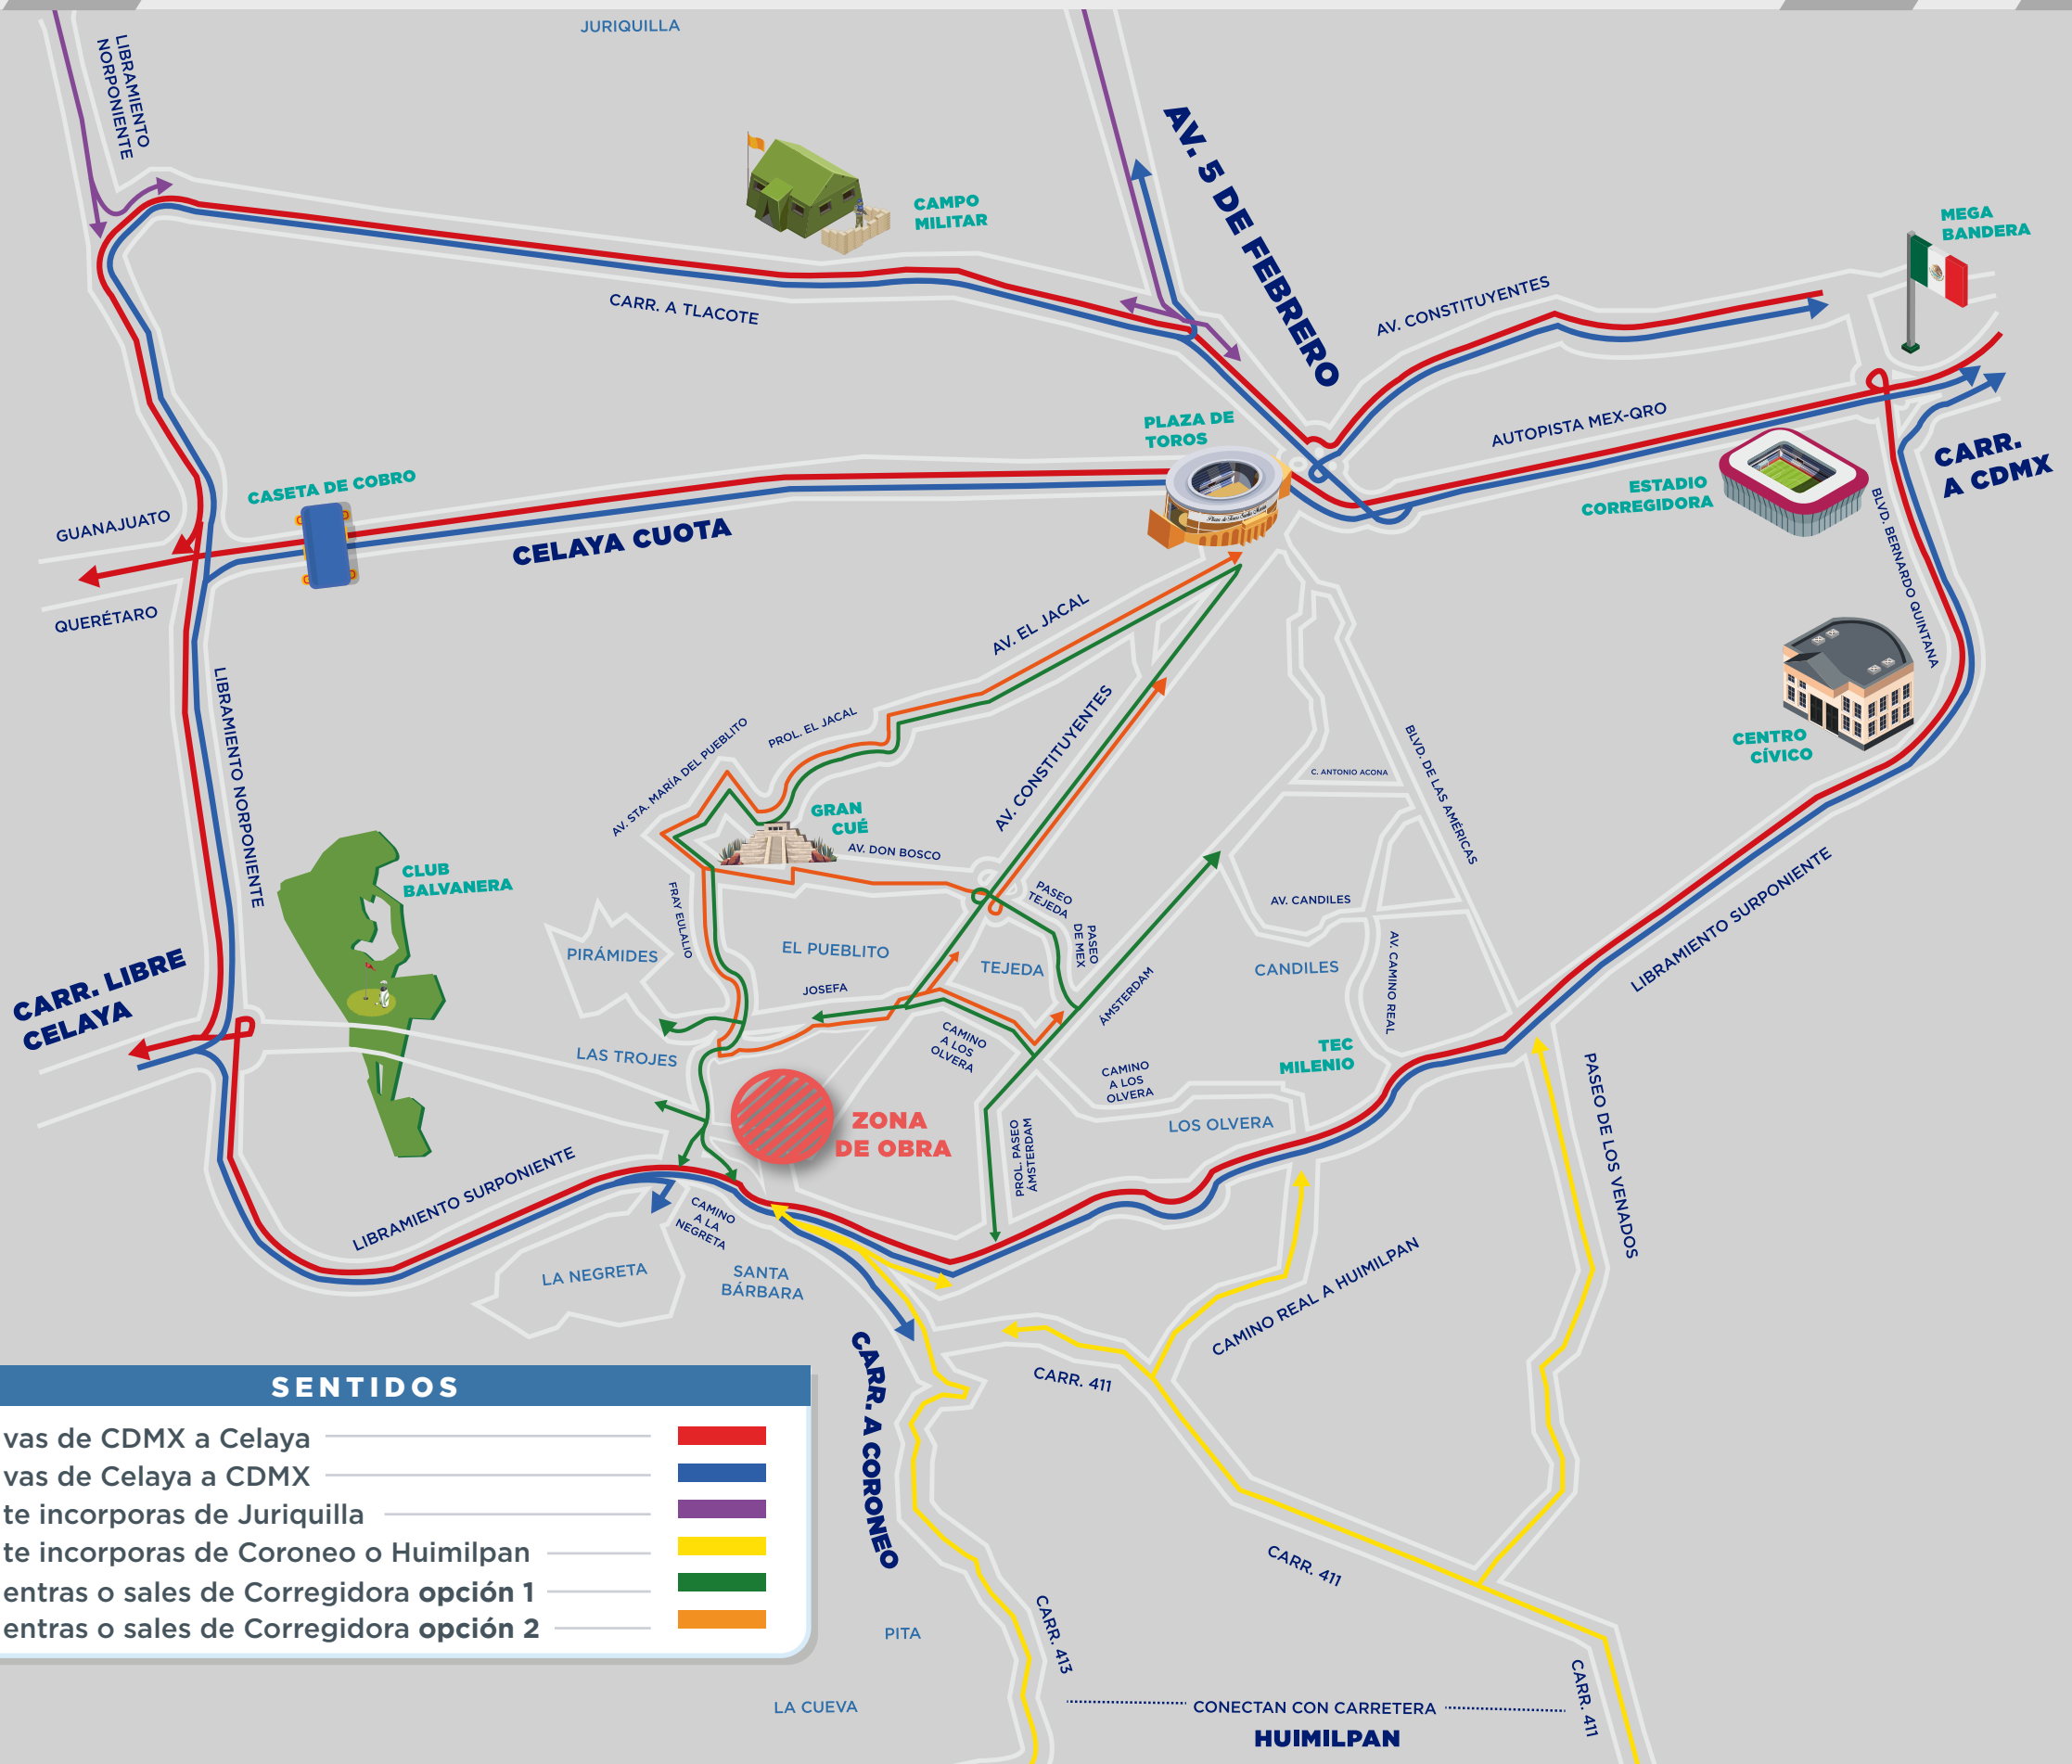 JURIQUILLA
LIBRAMIENTO
NORPONIENTE
AV. 5 DE FEBRERO
CAMPO
MILITAR
MEGA
BANDERA
CARR. A TLACOTE
AV. CONSTITUYENTES
PLAZA DE
TOROS
AUTOPISTA MEX-QRO
CARR.
A CDMX
ESTADIO
CORREGIDORA
CASETA DE COBRO
GUANAJUATO
QUERÉTARO
CELAYA CUOTA
BLVD. BERNARDO QUINTANA
AV. EL JACAL
CENTRO
CÍVICO
LIBRAMIENTO NORPONIENTE
AV. STA. MARÍA DEL PUEBLITO
PROL. EL JACAL
AV. CONSTITUYENTES
C. ANTONIO ACONA
BLVD. DE LAS AMÉRICAS
GRAN
CUÉ
AV. DON BOSCO
CLUB
BALVANERA
FRAY EULALIO
PASEO
TEJEDA
PASEO
DE MEX
AV. CANDILES
PIRÁMIDES
EL PUEBLITO
TEJEDA
CANDILES
AV. CAMINO REAL
LIBRAMIENTO SURPONIENTE
CARR. LIBRE
CELAYA
JOSEFA
ÁMSTERDAM
LAS TROJES
CAMINO
A LOS
OLVERA
CAMINO
A LOS
OLVERA
TEC
MILENIO
ZONA
DE OBRA
LOS OLVERA
PROL. PASEO
ÁMSTERDAM
PASEO DE LOS VENADOS
LIBRAMIENTO SURPONIENTE
CAMINO
A LA
NEGRETA
LA NEGRETA
SANTA
BÁRBARA
CAMINO REAL A HUIMILPAN
CARR. A CORONEO
CARR. 411
SENTIDOS
vas de CDMX a Celaya
vas de Celaya a CDMX
te incorporas de Juriquilla
te incorporas de Coroneo o Huimilpan
entras o sales de Corregidora opción 1
entras o sales de Corregidora opción 2
CARR. 411
PITA
CARR. 413
LA CUEVA
CONECTAN CON CARRETERA
HUIMILPAN
CARR. 411